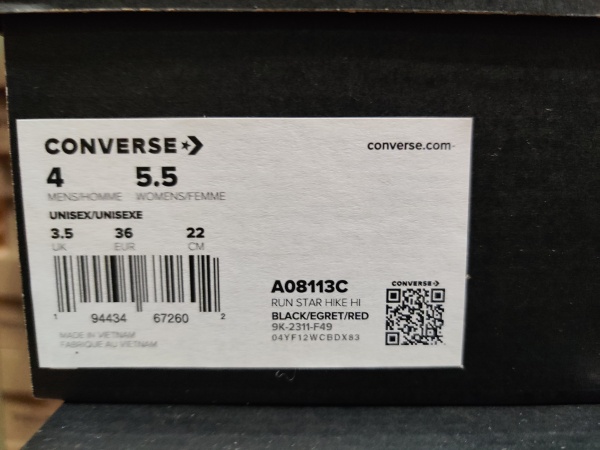 CONVERSE
converse.com
4 5.5
MENS/HOMME WOMENS/FEMME
UNISEX/UNISEXE
3.5 36 22
UK EUR CM
1 94434 67260 2
MADE IN VIETNAM
FABRIQUE AU VIETNAM
A08113C
RUN STAR HIKE HI
BLACK/EGRET/RED
9K-2311-F49
04YF12WCBDX83
CONVERSE